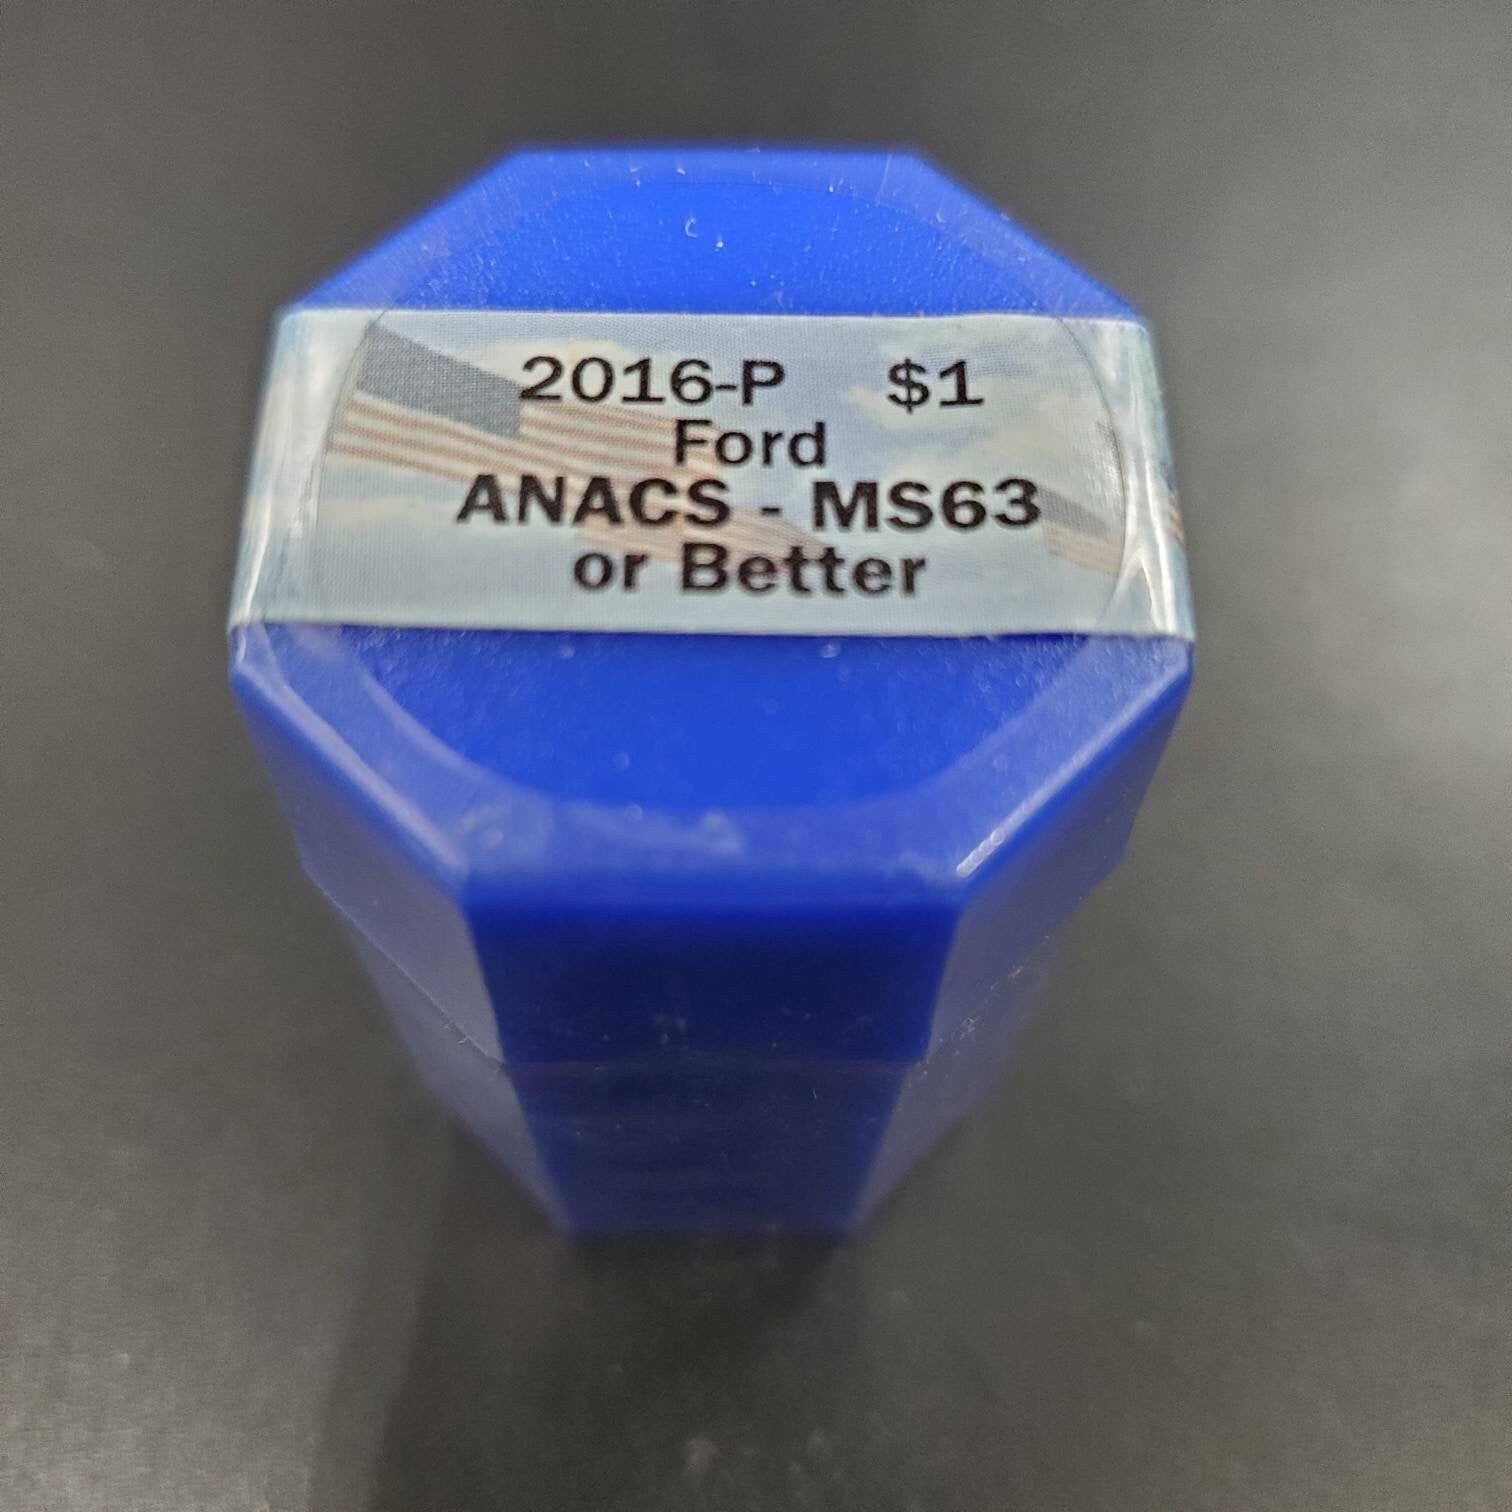 2016-P $1
Ford
ANACS - MS63
or Better